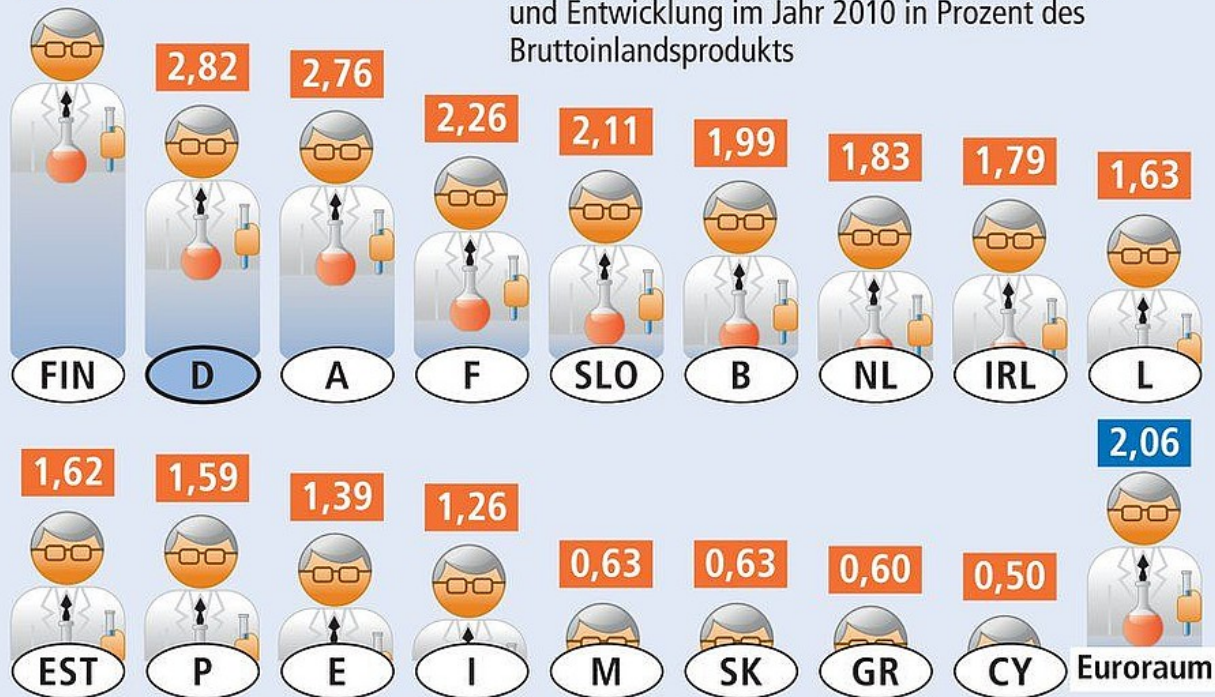 und Entwicklung im Jahr 2010 in Prozent des
Bruttoinlandsprodukts
2,82 2,76 2,26 2,11 1,99 1,83 1,79 1,63
FIN D A F SLO B NL IRL L
2,06
1,62 1,59 1,39 1,26 0,63 0,63 0,60 0,50
EST P E I M SK GR CY Euroraum